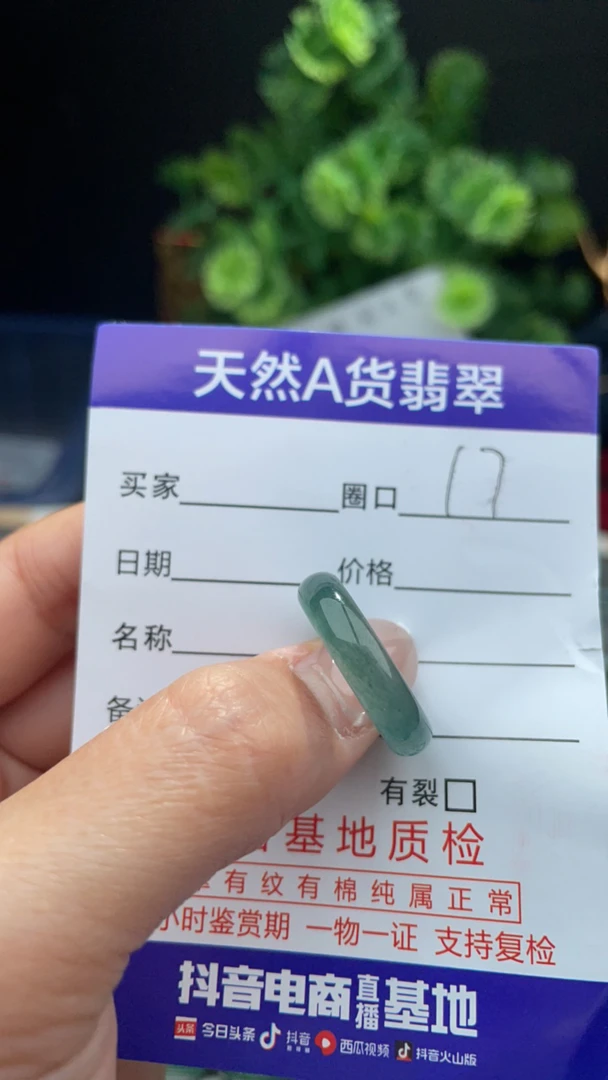 天然A货翡翠
买家 圈口 17
日期 价格
名称
备
有裂
基地质检
有纹有棉纯属正常
小时鉴赏期 一物一证 支持复检
抖音电商直播基地
头条 今日头条 抖音 西瓜视频 抖音火山版